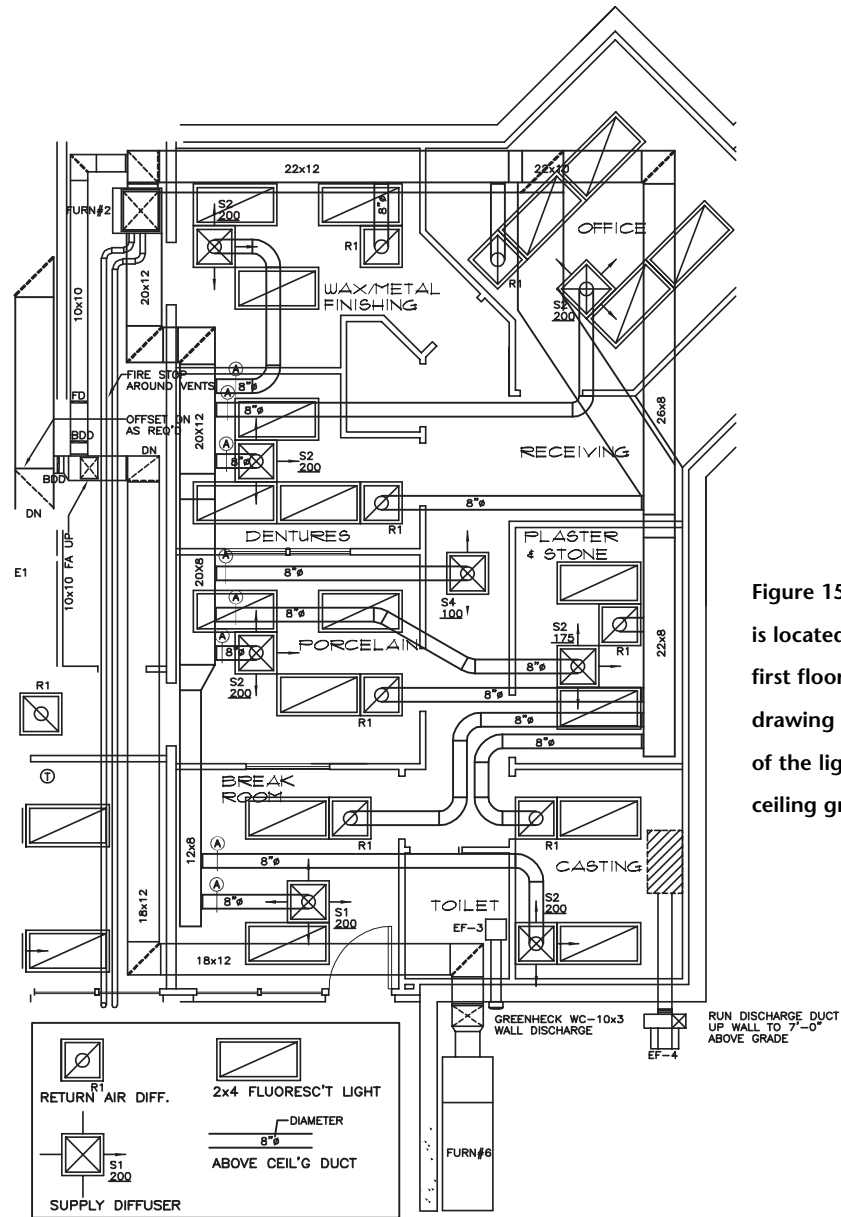 22x12
22x10
FURN#2
S2
200
8"ø
R1
OFFICE
R1
WAX/METAL
FINISHING
20x12
10x10
S2
200
FIRE STOP
AROUND VENTS
A
8"ø
A
8"ø
FD
OFFSET DN
AS REQ'D
20X12
26x8
A
8"ø
S2
200
RECEIVING
BDD
DN
BDD
8"ø
R1
DN
DENTURES
PLASTER
& STONE
10x10 FA UP
E1
20X8
A
8"ø
S4
100
A
8"ø
S2
175
R1
PORCELAIN
A
8"ø
8"ø
22x8
S2
200
R1
8"ø
8"ø
R1
8"ø
T
BREAK
ROOM
R1
R1
12x8
A
8"ø
CASTING
A
8"ø
S1
200
TOILET
S2
200
18x12
EF-3
18x12
GREENHECK WC-10x3
WALL DISCHARGE
RUN DISCHARGE DUCT
UP WALL TO 7'-0"
ABOVE GRADE
EF-4
FURN#6
R1
RETURN AIR DIFF.
2x4 FLUORESC'T LIGHT
DIAMETER
8"ø
ABOVE CEIL'G DUCT
S1
200
SUPPLY DIFFUSER
Figure 15
is located
first floor
drawing
of the lig
ceiling gr